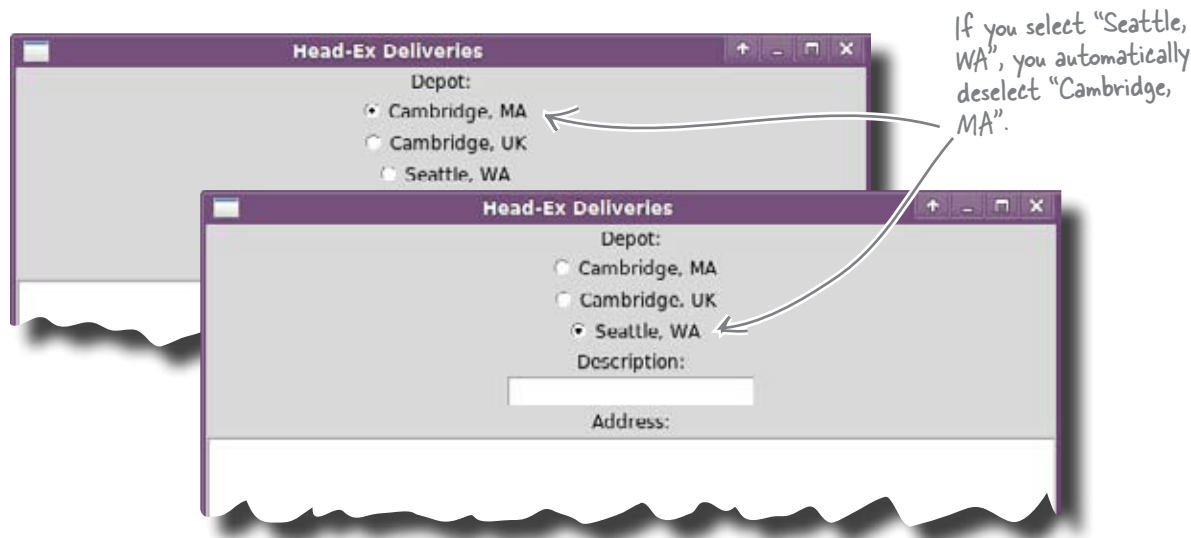 If you select "Seattle,
WA", you automatically
deselect "Cambridge,
MA".
Head-Ex Deliveries
Depot:
Cambridge, MA
Cambridge, UK
Seattle, WA
Head-Ex Deliveries
Depot:
Cambridge, MA
Cambridge, UK
Seattle, WA
Description:
Address: